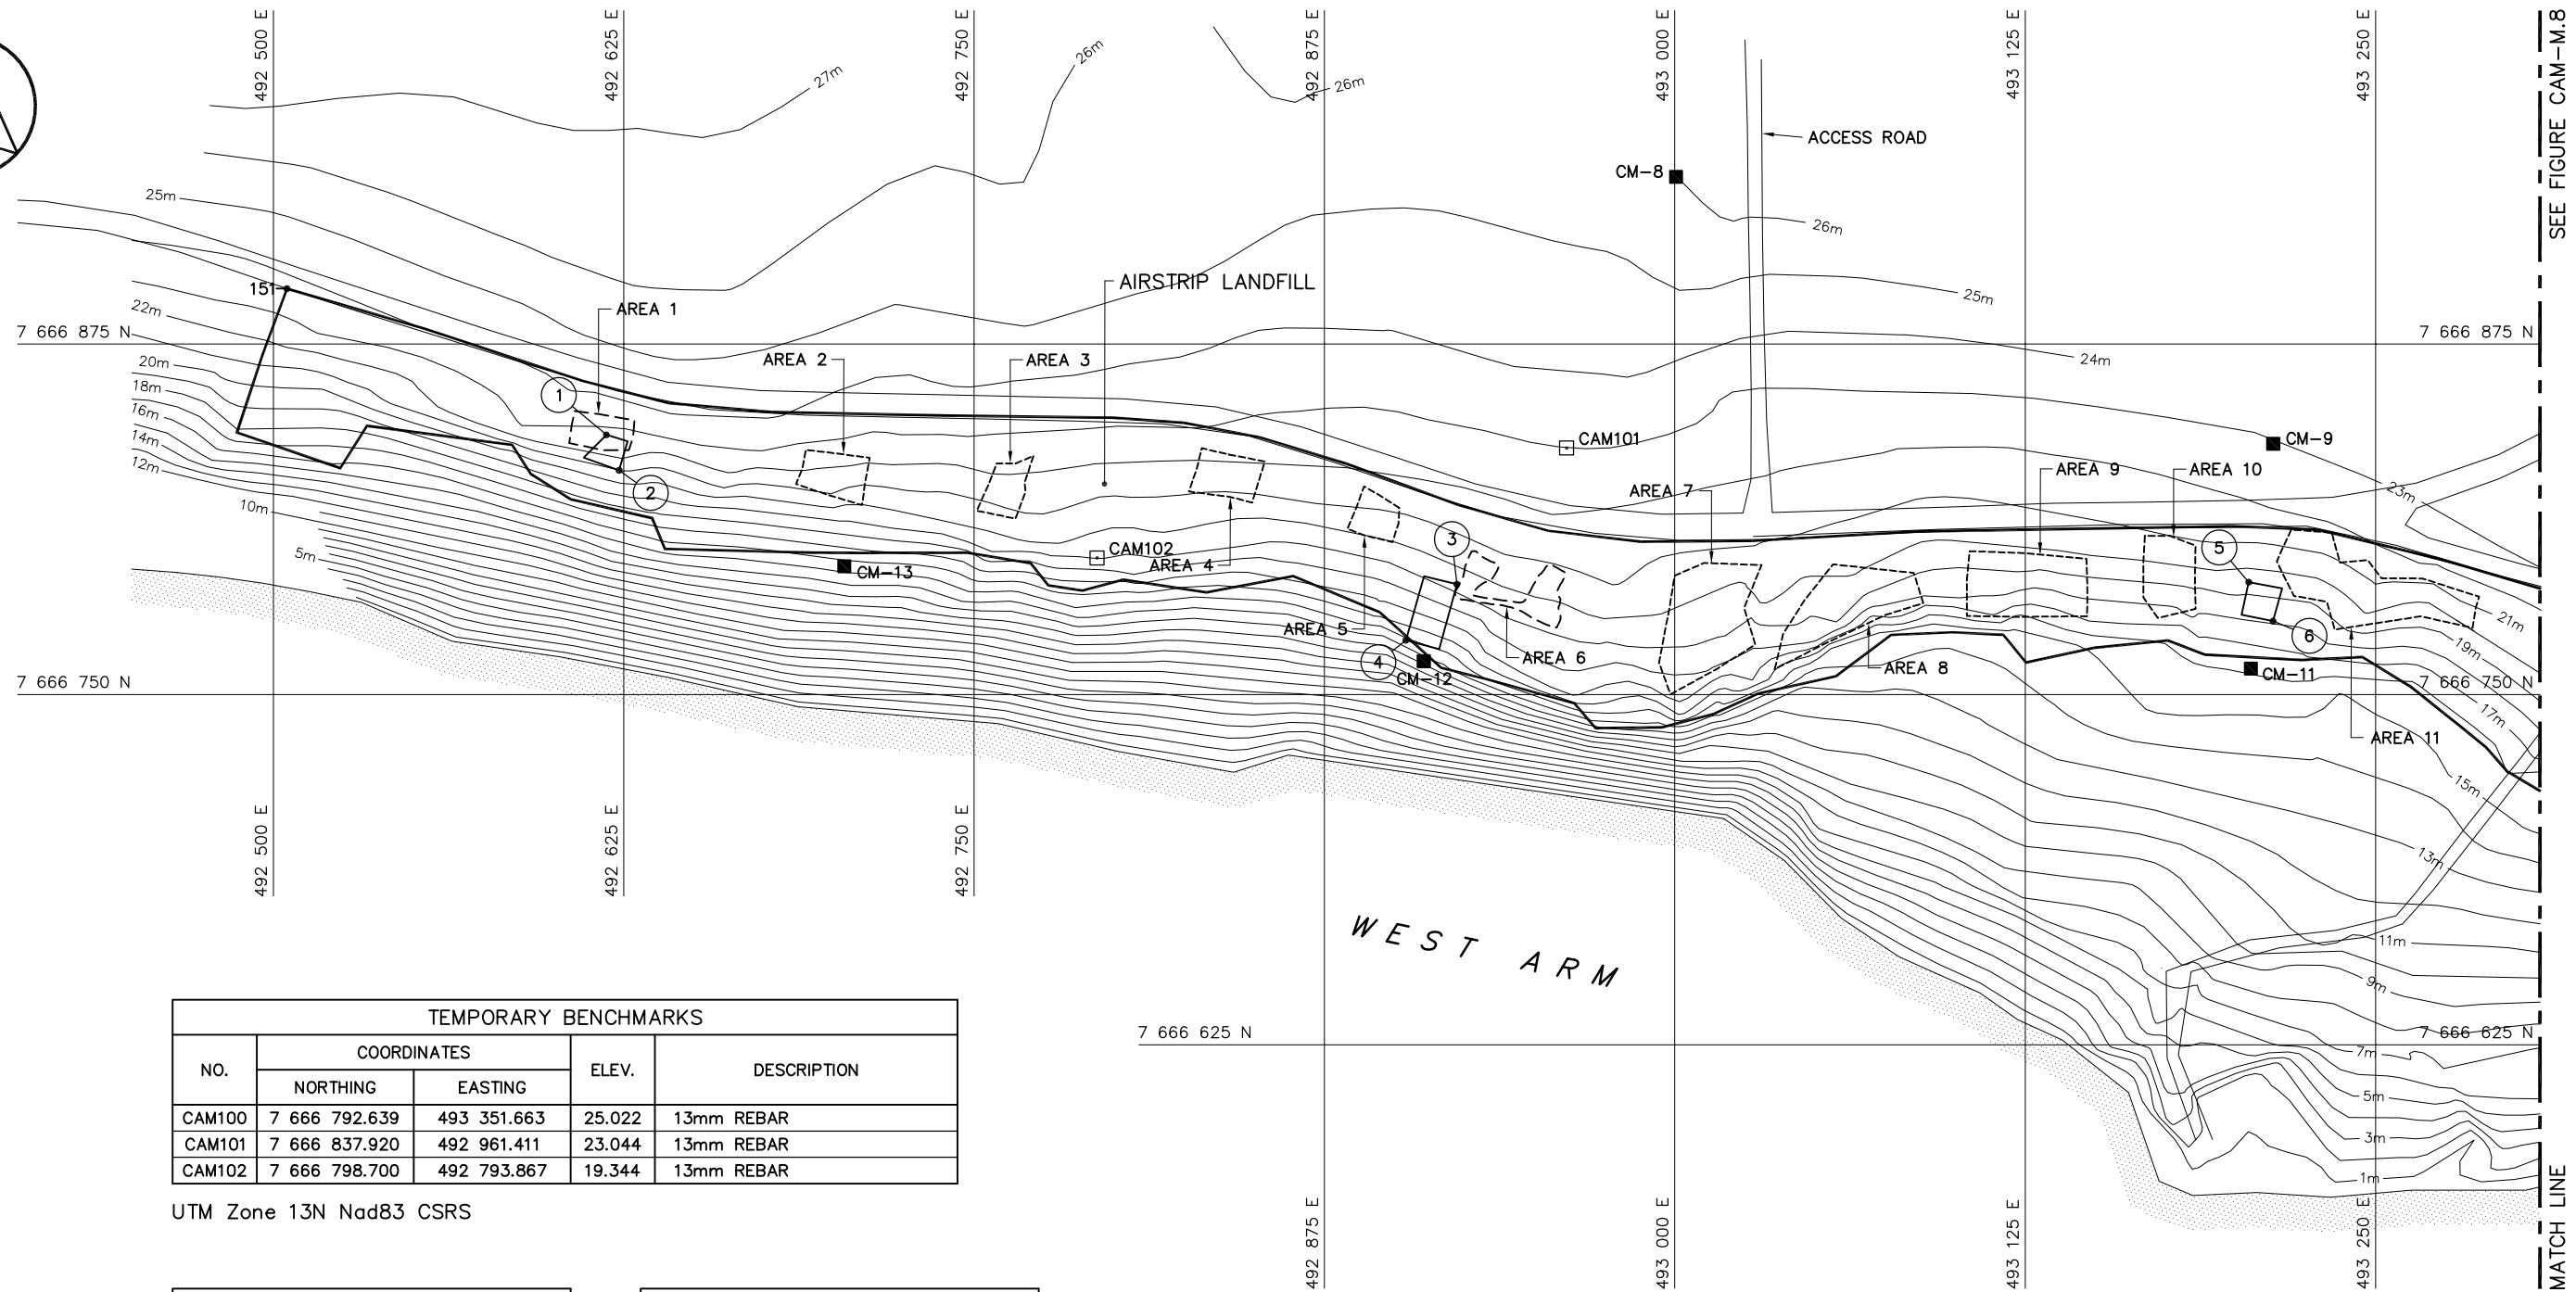 492 500 E
492 625 E
492 750 E
492 875 E
493 000 E
493 125 E
493 250 E
SEE FIGURE CAM-M.8
27m
26m
26m
ACCESS ROAD
CM-8
26m
25m
25m
151
AIRSTRIP LANDFILL
22m
AREA 1
7 666 875 N
7 666 875 N
20m
AREA 2
AREA 3
24m
18m
1
16m
14m
CAM101
CM-9
12m
AREA 9
AREA 10
2
AREA 7
23m
10m
3
5
5m
CAM102
AREA 4
CM-13
21m
AREA 5
6
19m
4
AREA 6
AREA 8
CM-12
CM-11
7 666 750 N
7 666 750 N
17m
AREA 11
15m
13m
492 500 E
492 625 E
492 750 E
WEST ARM
11m
9m
TEMPORARY BENCHMARKS
NO.
COORDINATES
ELEV.
DESCRIPTION
NORTHING
EASTING
CAM100 7 666 792.639 493 351.663 25.022 13mm REBAR
CAM101 7 666 837.920 492 961.411 23.044 13mm REBAR
CAM102 7 666 798.700 492 793.867 19.344 13mm REBAR
UTM Zone 13N Nad83 CSRS
7 666 625 N
7 666 625 N
7m
5m
3m
1m
492 875 E
493 000 E
493 125 E
493 250 E
MATCH LINE